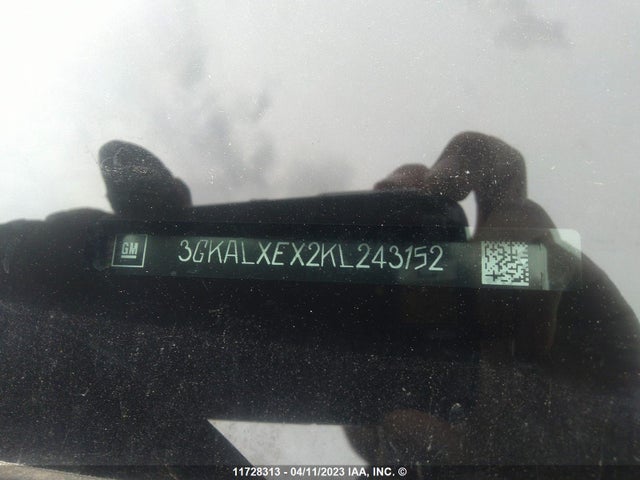 GM
3GKALXEX2KL243152
11728313 - 04/11/2023 IAA, INC. ©